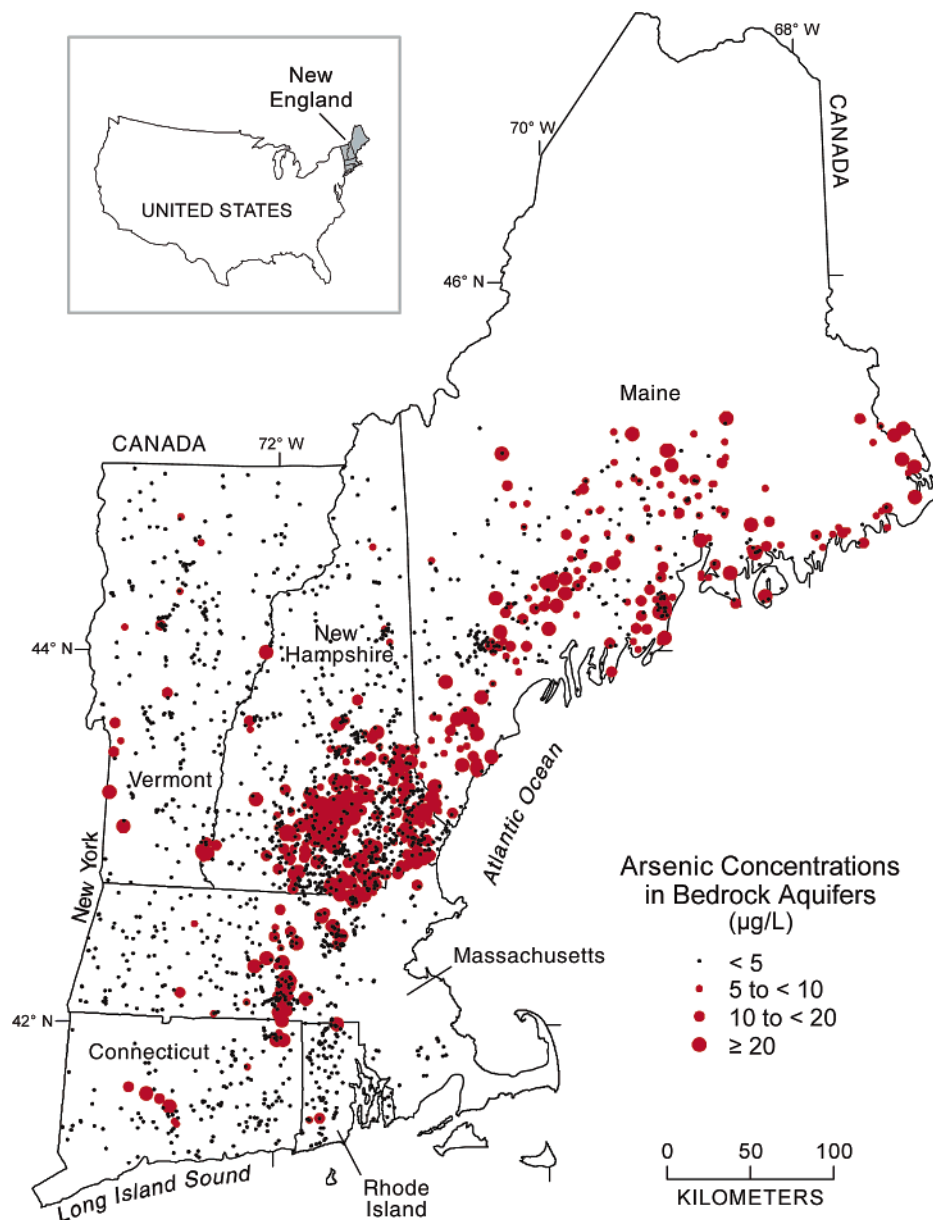 New
England
UNITED STATES
68° W
CANADA
70° W
46° N
Maine
CANADA
72° W
44° N
New
Hampshire
Vermont
Atlantic Ocean
New York
Arsenic Concentrations
in Bedrock Aquifers
(µg/L)
< 5
5 to < 10
10 to < 20
≥ 20
Massachusetts
42° N
Connecticut
Long Island Sound
Rhode
Island
0 50 100
KILOMETERS